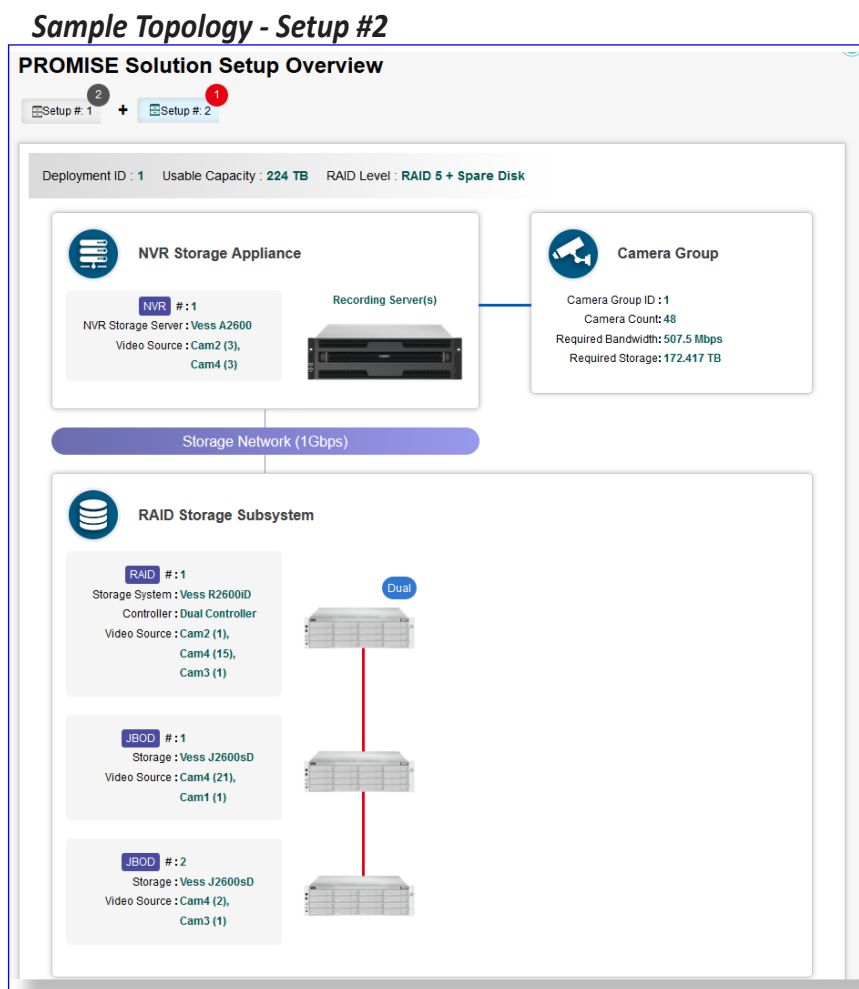 Sample Topology - Setup #2
PROMISE Solution Setup Overview
2
1
Setup #: 1
+
Setup #: 2
Deployment ID : 1 Usable Capacity : 224 TB RAID Level : RAID 5 + Spare Disk
NVR Storage Appliance
NVR #:1
NVR Storage Server : Vess A2600
Video Source : Cam2 (3),
Cam4 (3)
Recording Server(s)
Camera Group
Camera Group ID : 1
Camera Count: 48
Required Bandwidth: 507.5 Mbps
Required Storage: 172.417 TB
Storage Network (1Gbps)
RAID Storage Subsystem
RAID #:1
Storage System : Vess R2600iD
Controller : Dual Controller
Video Source : Cam2 (1),
Cam4 (15),
Cam3 (1)
Dual
JBOD #:1
Storage : Vess J2600sD
Video Source : Cam4 (21),
Cam1 (1)
JBOD #:2
Storage : Vess J2600sD
Video Source : Cam4 (2),
Cam3 (1)